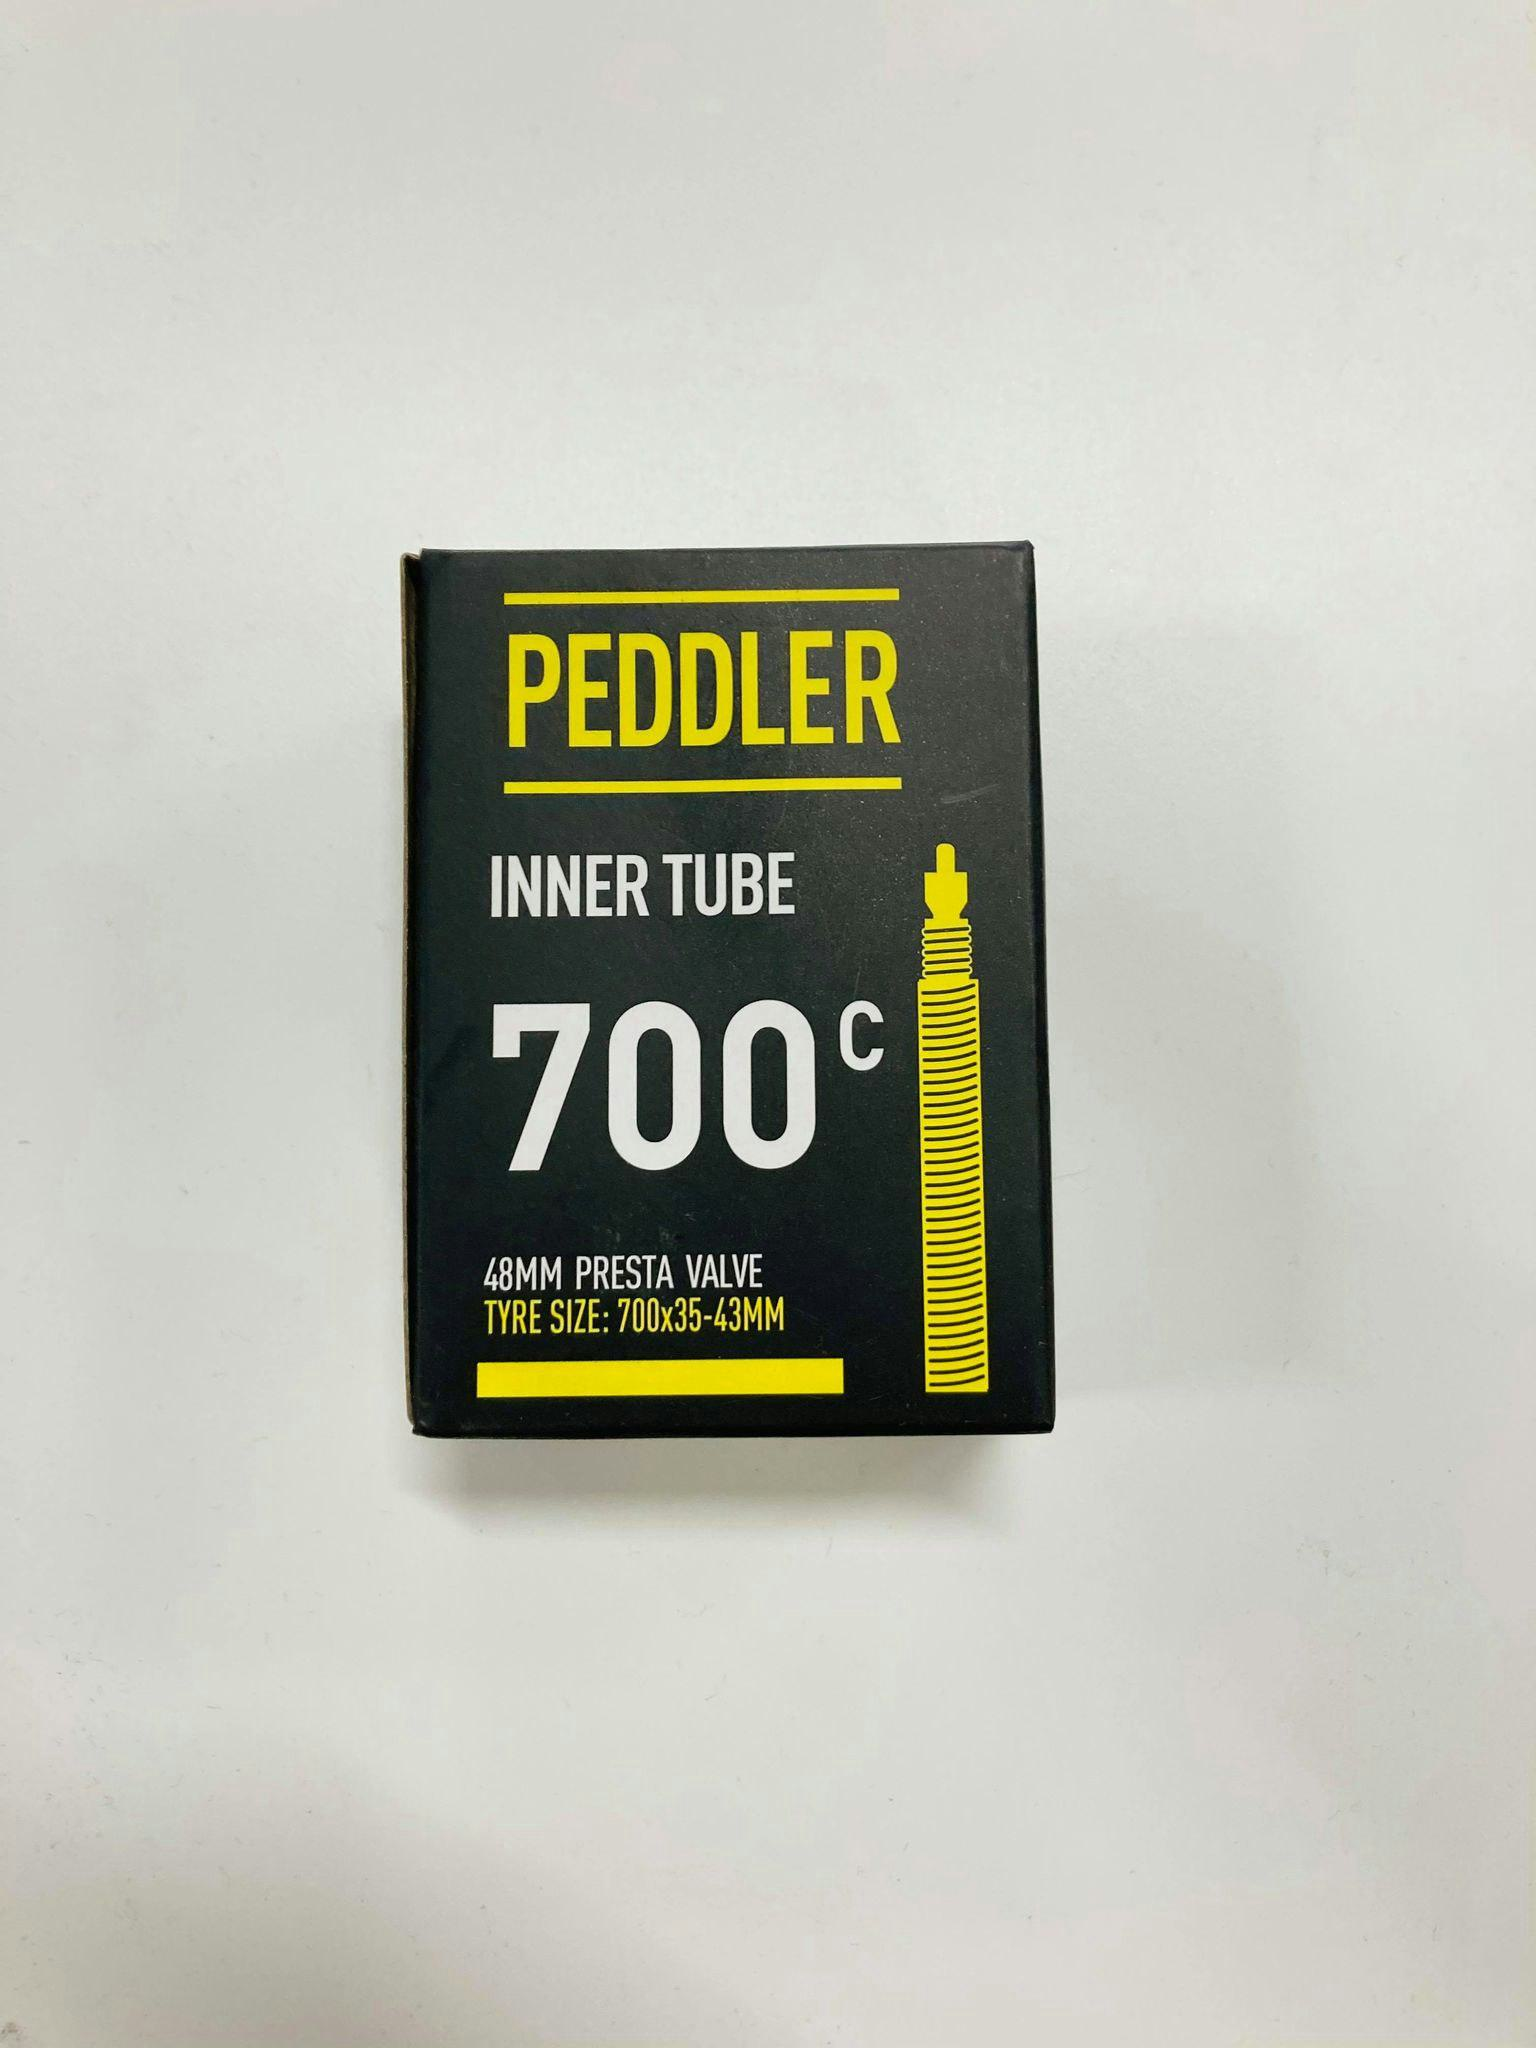 PEDDLER
INNER TUBE
700C
48MM PRESTA VALVE
TYRE SIZE: 700x35-43MM